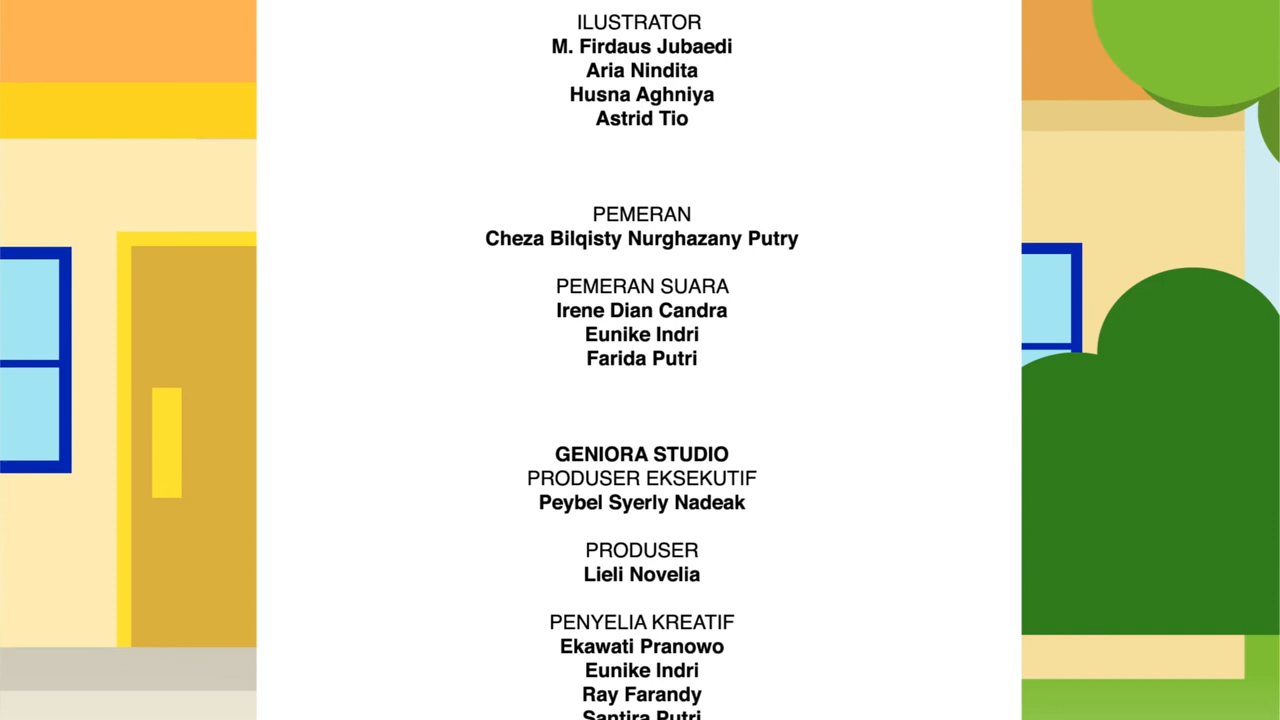 ILUSTRATOR
M. Firdaus Jubaedi
Aria Nindita
Husna Aghniya
Astrid Tio
PEMERAN
Cheza Bilqisty Nurghazany Putry
PEMERAN SUARA
Irene Dian Candra
Eunike Indri
Farida Putri
GENIORA STUDIO
PRODUSER EKSEKUTIF
Peybel Syerly Nadeak
PRODUSER
Lieli Novelia
PENYELIA KREATIF
Ekawati Pranowo
Eunike Indri
Ray Farandy
Santira Putri